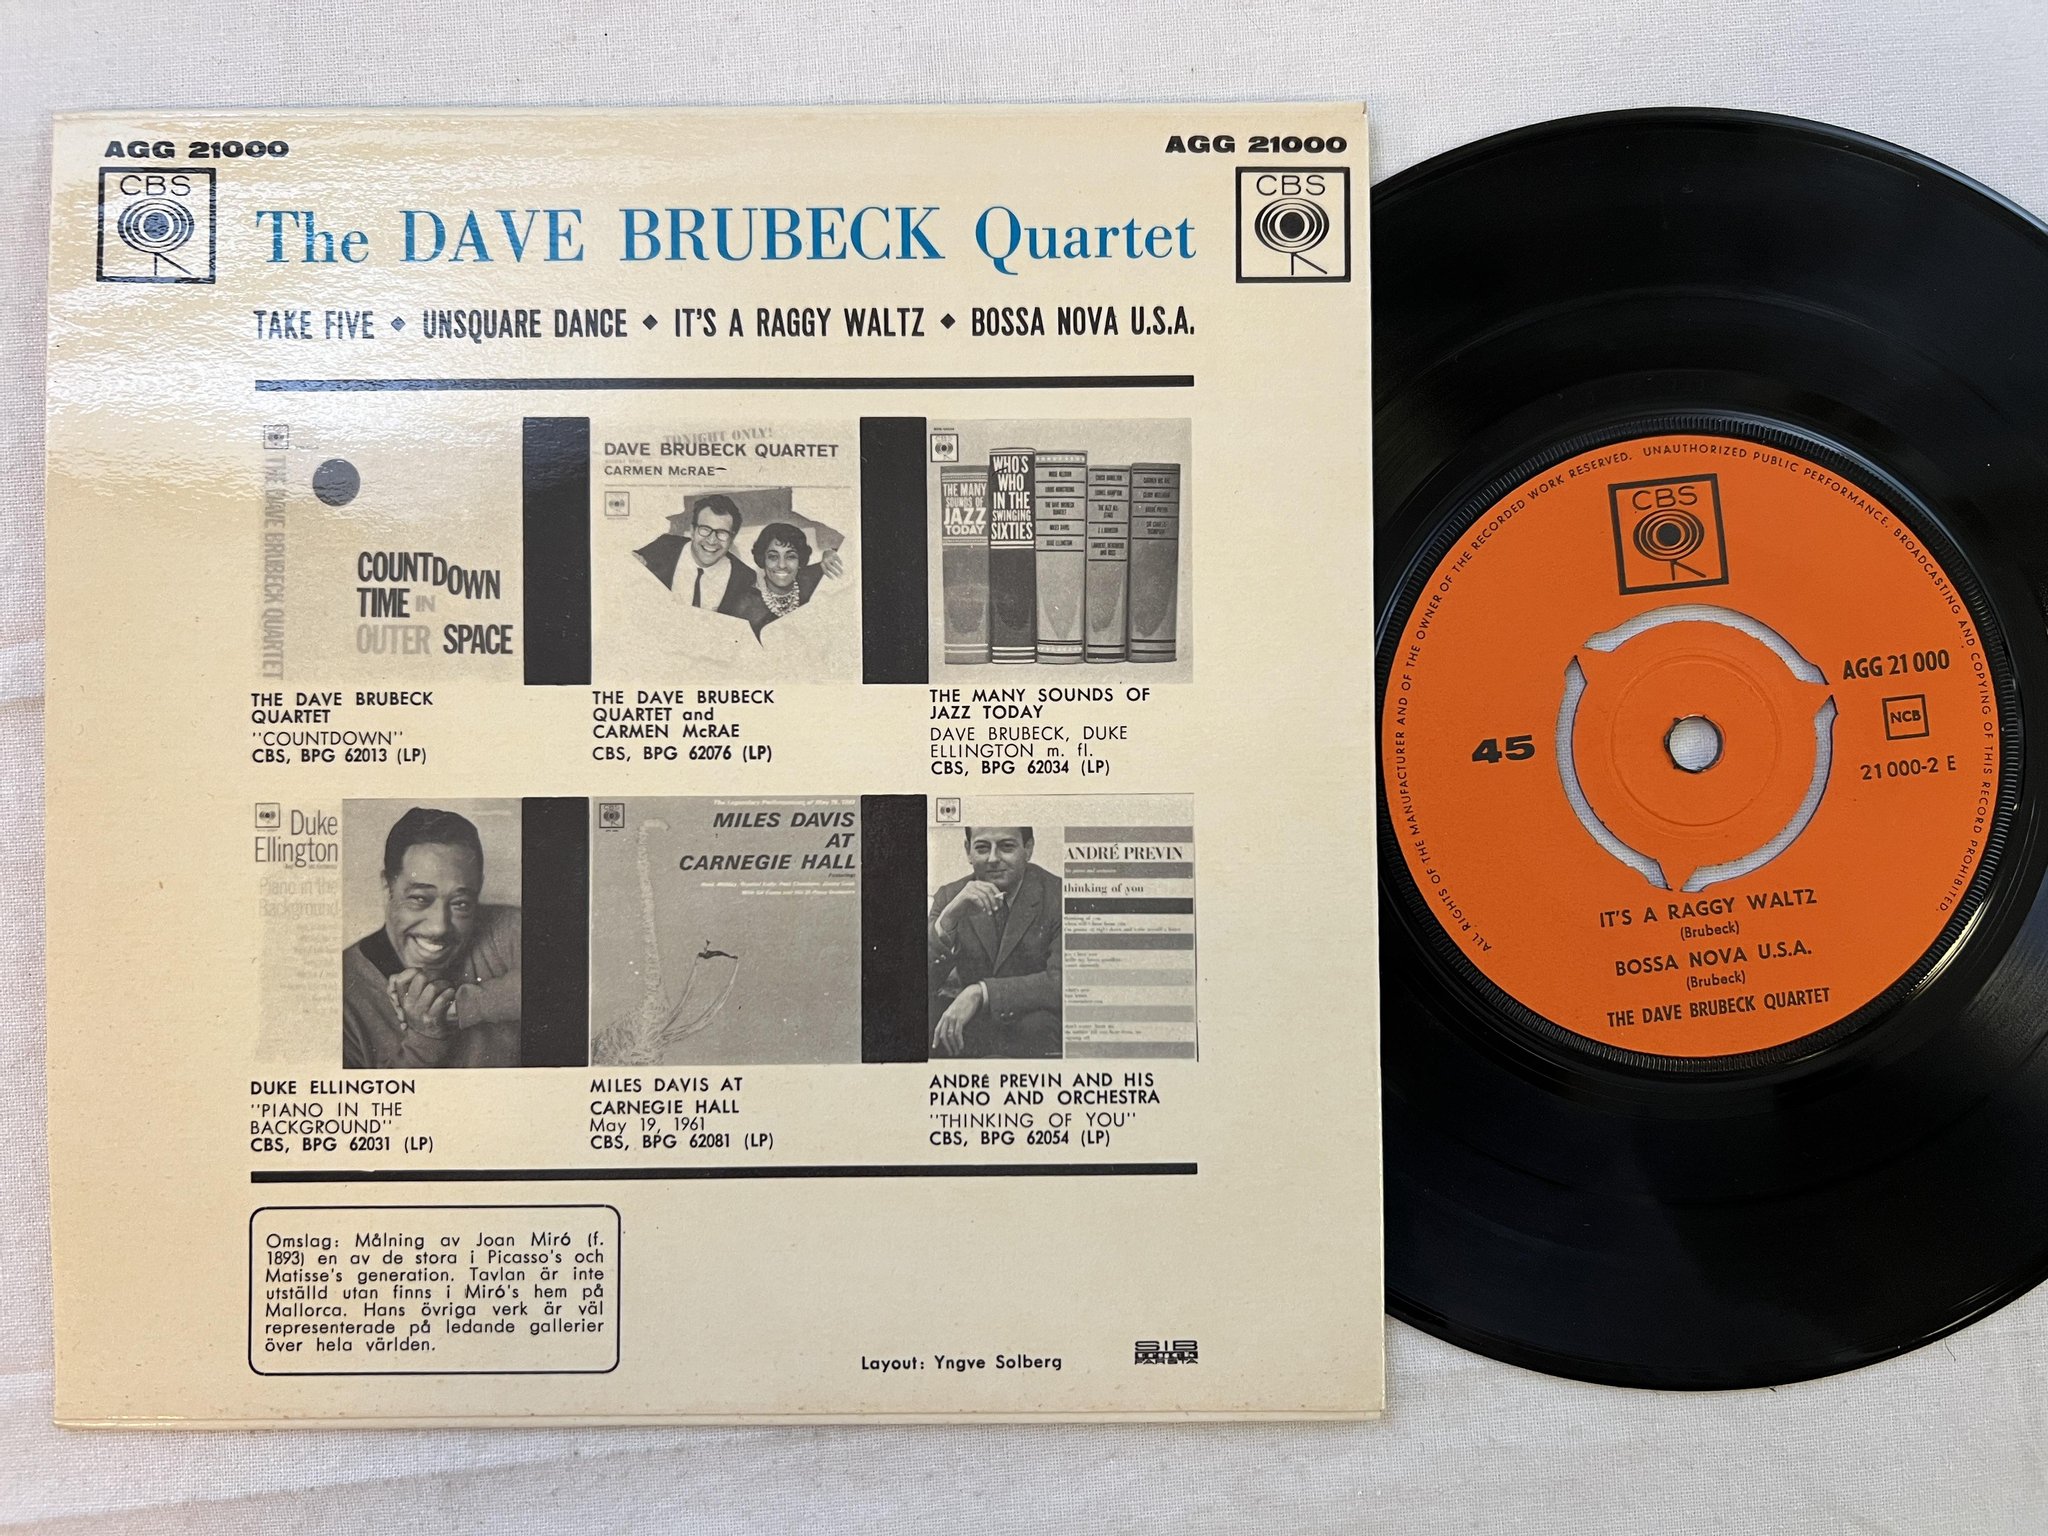 AGG 21000
AGG 21000
CBS
CBS
The DAVE BRUBECK Quartet
TAKE FIVE ◆ UNSQUARE DANCE ◆ IT'S A RAGGY WALTZ ◆ BOSSA NOVA U.S.A.
THE DAVE BRUBECK QUARTET
COUNTDOWN
TIME IN
OUTER SPACE
TONIGHT ONLY!
DAVE BRUBECK QUARTET
CARMEN McRAE
CBS
THE MANY
SOUNDS OF
JAZZ
TODAY
WHO'S
WHO
IN THE
SWINGING
SIXTIES
DUKE ELLINGTON
THE DAVE BRUBECK
QUARTET
"COUNTDOWN"
CBS, BPG 62013 (LP)
THE DAVE BRUBECK
QUARTET and
CARMEN McRAE
CBS, BPG 62076 (LP)
THE MANY SOUNDS OF
JAZZ TODAY
DAVE BRUBECK, DUKE
ELLINGTON m. fl.
CBS, BPG 62034 (LP)
Duke
Ellington
Piano in the
Background
CBS
MILES DAVIS
AT
CARNEGIE HALL
ANDRÉ PREVIN
thinking of you
DUKE ELLINGTON
"PIANO IN THE
BACKGROUND"
CBS, BPG 62031 (LP)
MILES DAVIS AT
CARNEGIE HALL
May 19, 1961
CBS, BPG 62081 (LP)
ANDRÉ PREVIN AND HIS
PIANO AND ORCHESTRA
"THINKING OF YOU"
CBS, BPG 62054 (LP)
Omslag: Målning av Joan Miró (f.
1893) en av de stora i Picasso's och
Matisse's generation. Tavlan är inte
utställd utan finns i Miró's hem på
Mallorca. Hans övriga verk är väl
representerade på ledande gallerier
över hela världen.
Layout: Yngve Solberg
SIB
ALL RIGHTS OF THE MANUFACTURER AND OF THE OWNER OF THE RECORDED WORK RESERVED. UNAUTHORIZED PUBLIC PERFORMANCE, BROADCASTING AND COPYING OF THIS RECORD PROHIBITED.
CBS
AGG 21 000
NCB
45
21 000-2 E
IT'S A RAGGY WALTZ
(Brubeck)
BOSSA NOVA U.S.A.
(Brubeck)
THE DAVE BRUBECK QUARTET